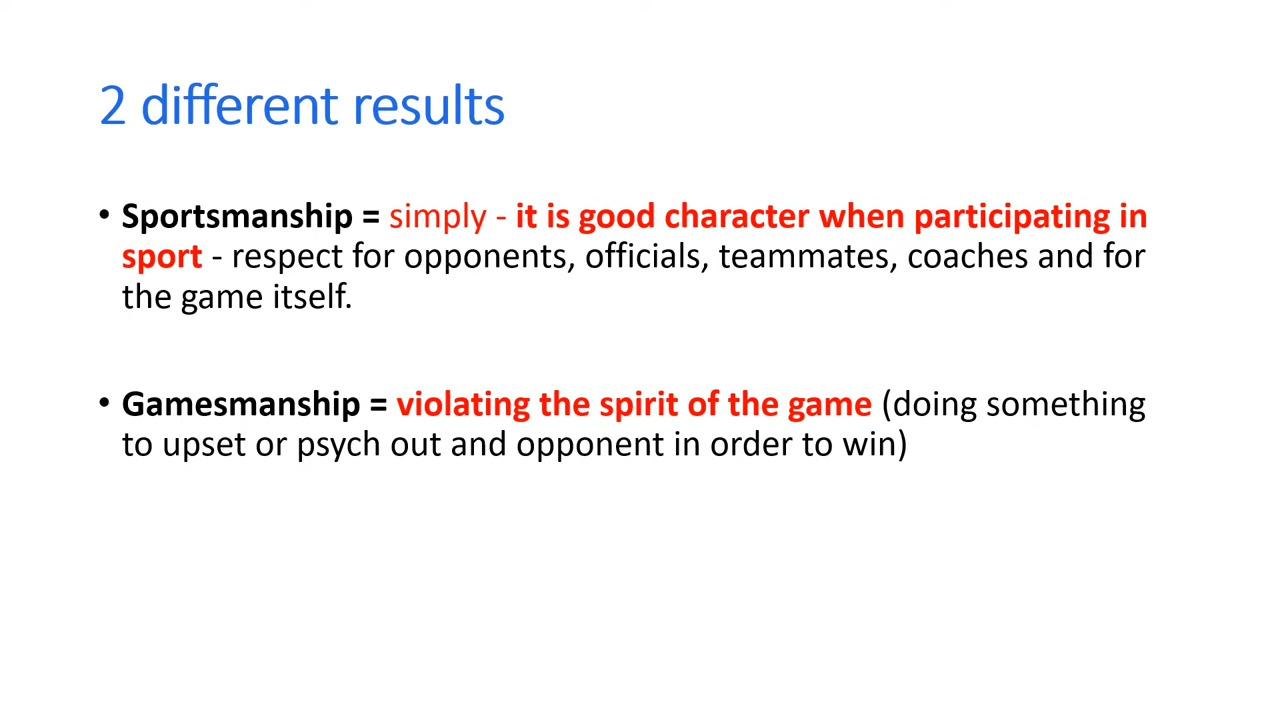 2 different results
• Sportsmanship = simply - it is good character when participating in
sport - respect for opponents, officials, teammates, coaches and for
the game itself.
• Gamesmanship = violating the spirit of the game (doing something
to upset or psych out and opponent in order to win)